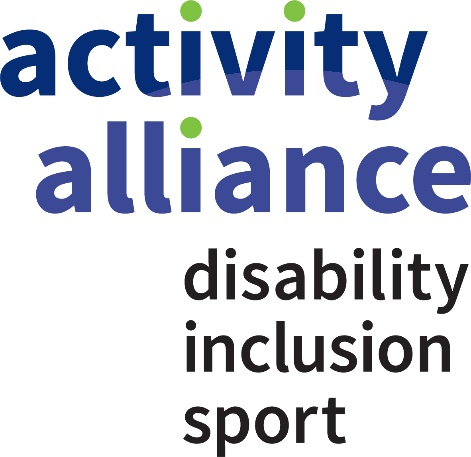 activity
alliance
disability
inclusion
sport